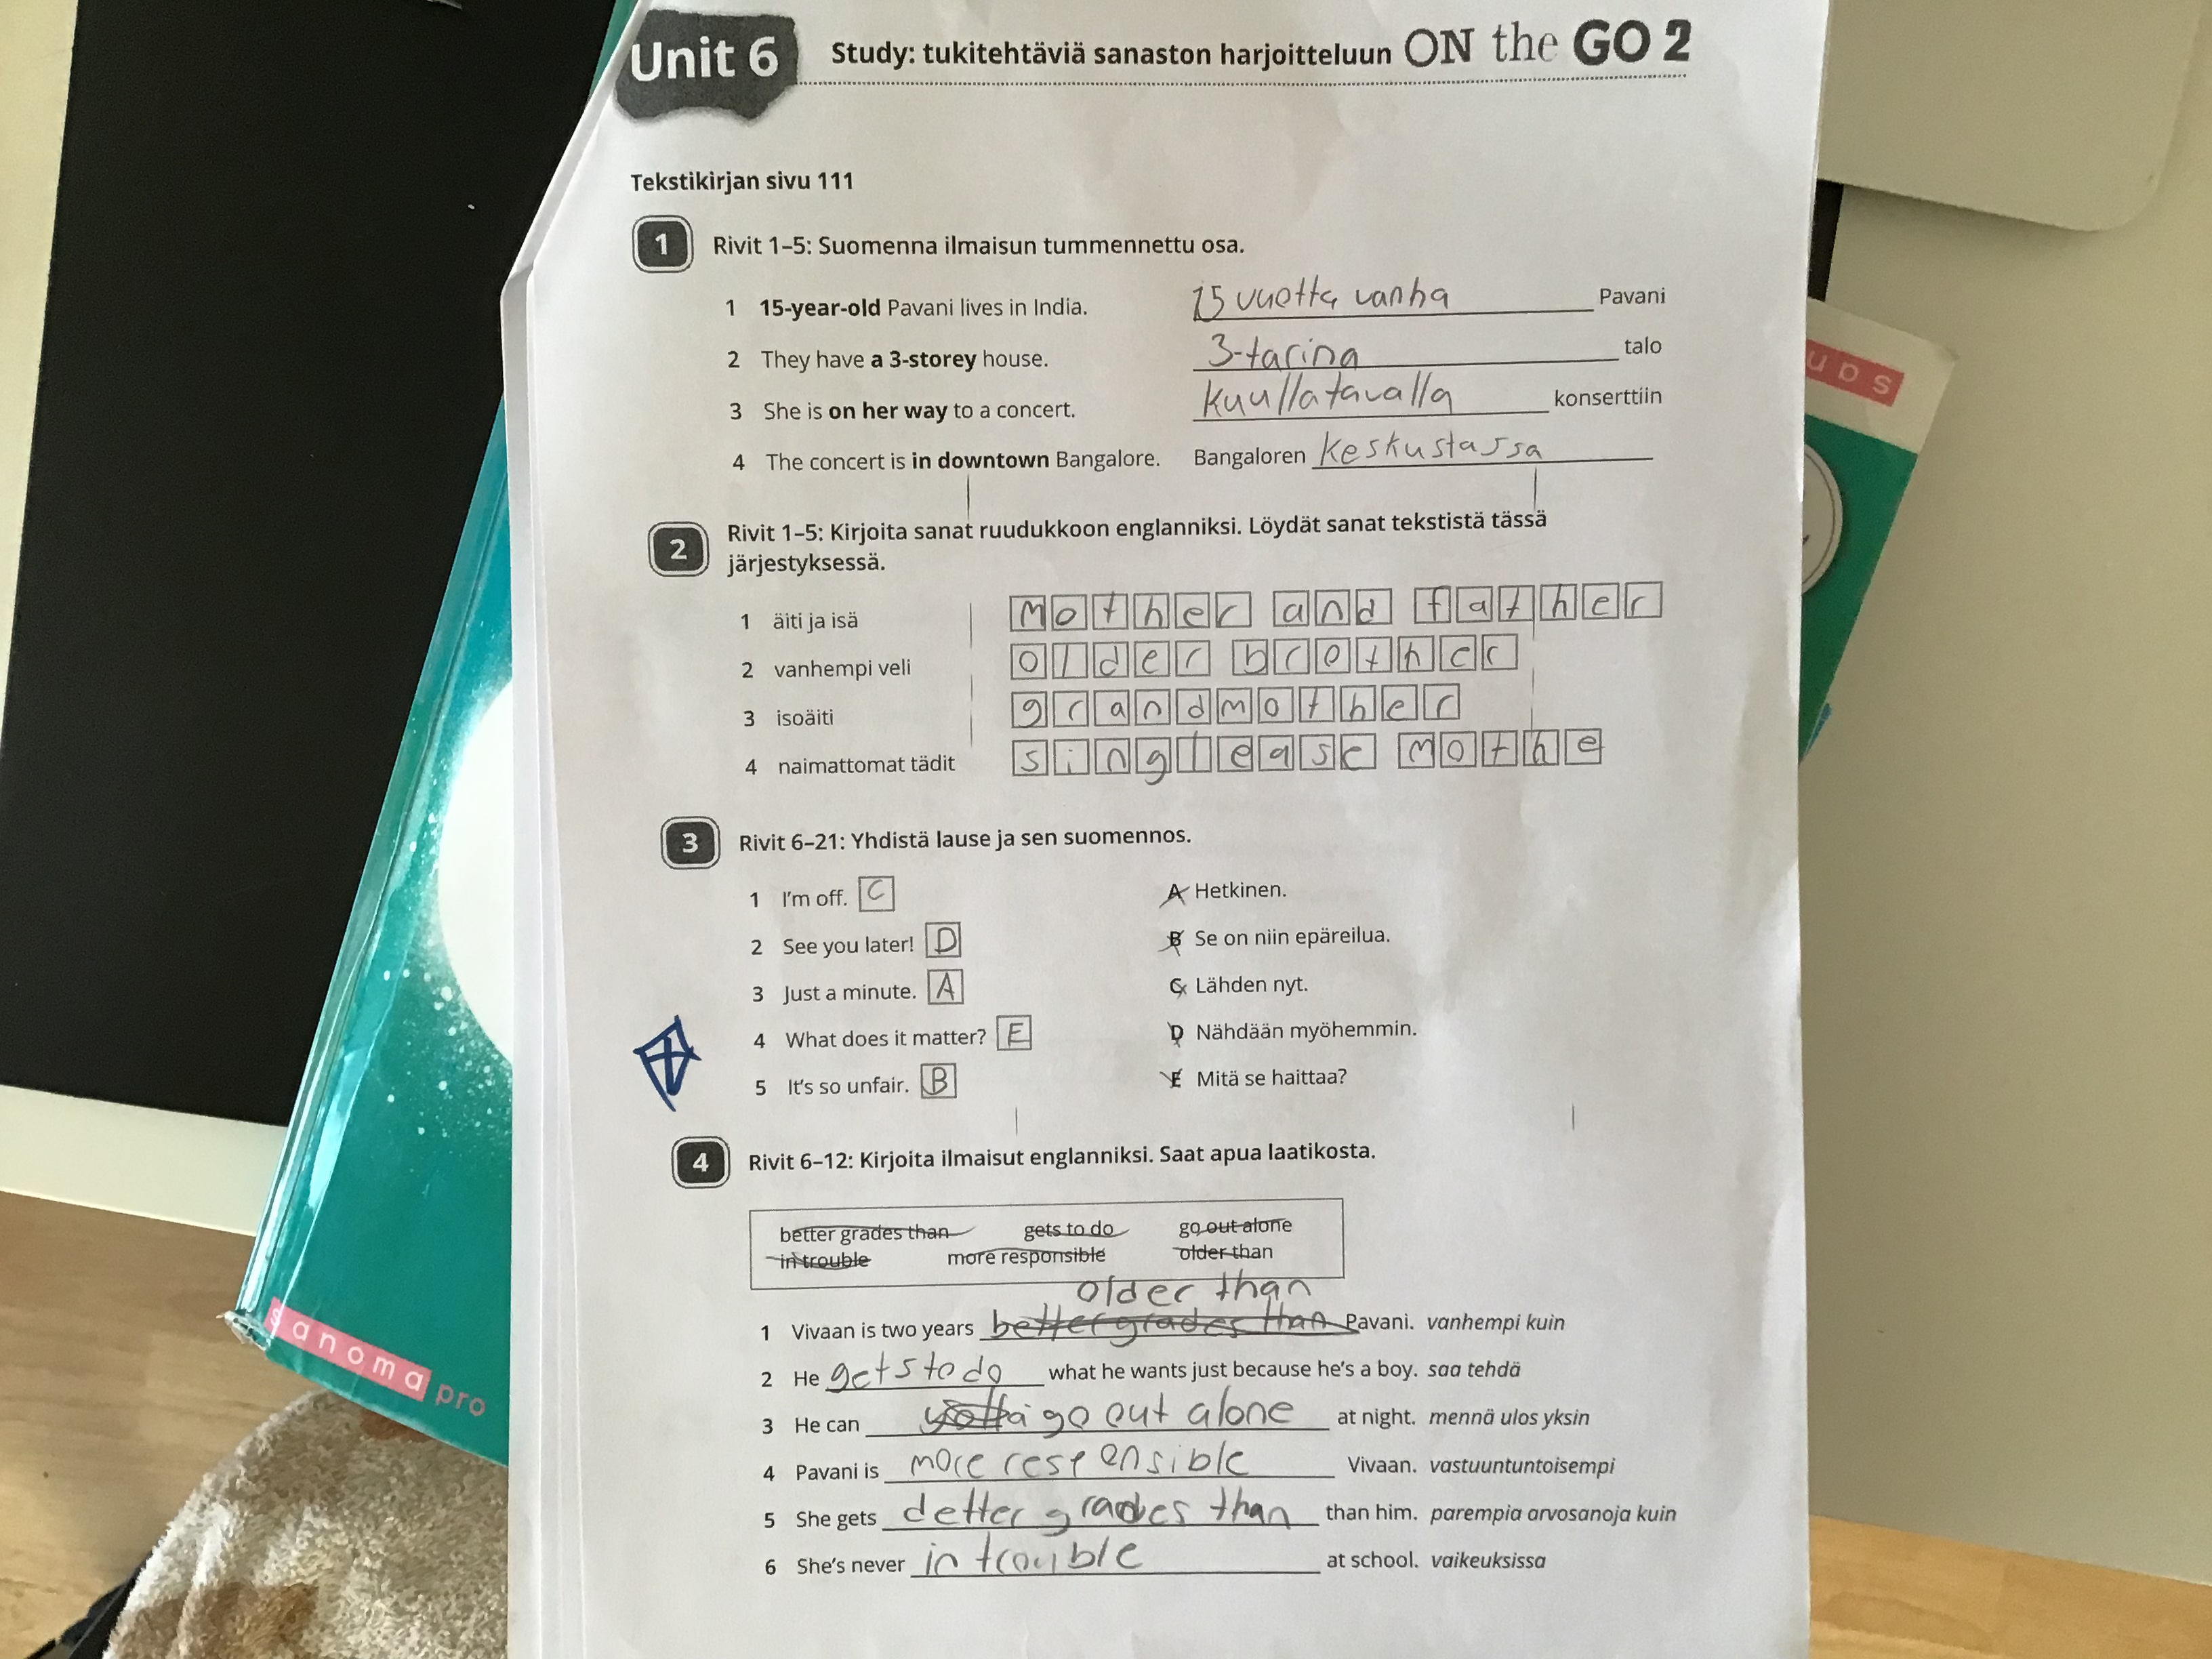 Unit 6 Study: tukitehtäviä sanaston harjoitteluun ON the GO 2
Tekstikirjan sivu 111
1 Rivit 1–5: Suomenna ilmaisun tummennettu osa.
1 15-year-old Pavani lives in India. 15 vuotta vanha Pavani
2 They have a 3-storey house. 3-tarina talo
3 She is on her way to a concert. kuullatavalla konserttiin
4 The concert is in downtown Bangalore. Bangaloren keskustassa
2 Rivit 1–5: Kirjoita sanat ruudukkoon englanniksi. Löydät sanat tekstistä tässä
järjestyksessä.
1 äiti ja isä mother and father
2 vanhempi veli older brother
3 isoäiti grandmother
4 naimattomat tädit singlease mothe
3 Rivit 6–21: Yhdistä lause ja sen suomennos.
1 I'm off. C A Hetkinen.
2 See you later! D B Se on niin epäreilua.
3 Just a minute. A C Lähden nyt.
4 What does it matter? E D Nähdään myöhemmin.
5 It's so unfair. B E Mitä se haittaa?
4 Rivit 6–12: Kirjoita ilmaisut englanniksi. Saat apua laatikosta.
better grades than gets to do go out alone
in trouble more responsible older than
older than
1 Vivaan is two years better grades than Pavani. vanhempi kuin
2 He gets to do what he wants just because he's a boy. saa tehdä
3 He can go out alone at night. mennä ulos yksin
4 Pavani is more responsible Vivaan. vastuuntuntoisempi
5 She gets detter grades than than him. parempia arvosanoja kuin
6 She's never in trouble at school. vaikeuksissa
sanoma pro
ubs